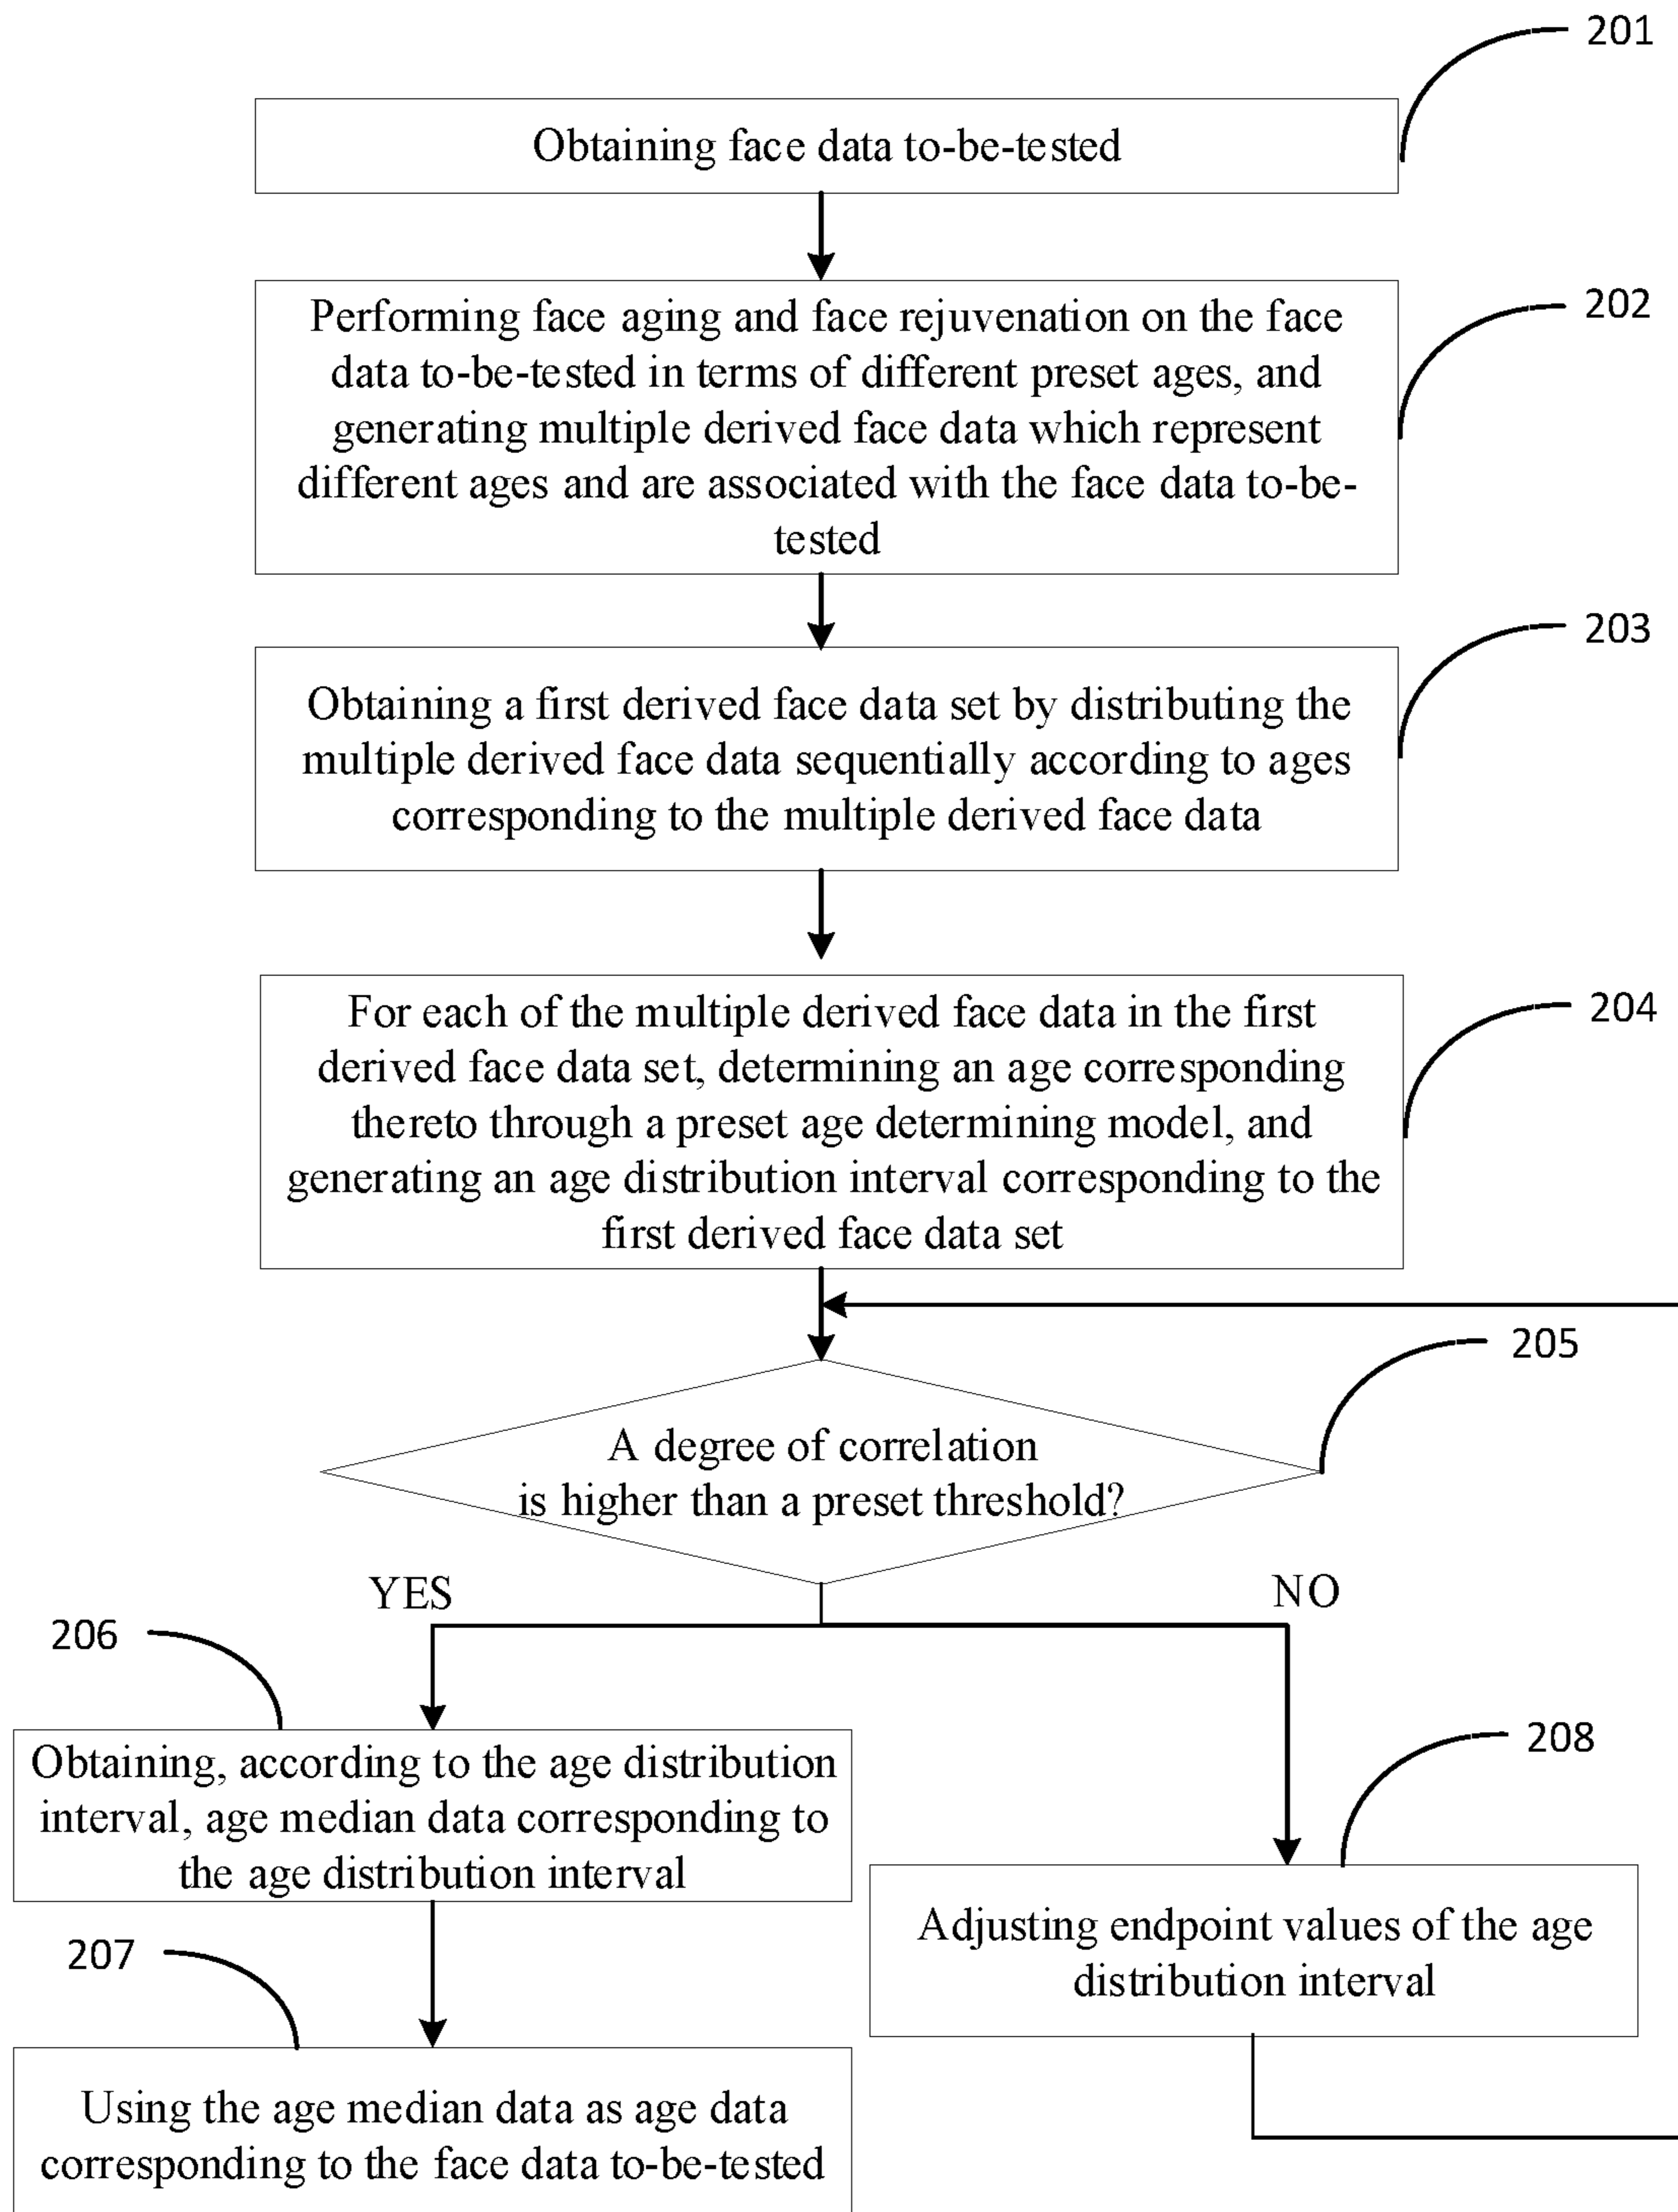 201
Obtaining face data to-be-tested
202
Performing face aging and face rejuvenation on the face
data to-be-tested in terms of different preset ages, and
generating multiple derived face data which represent
different ages and are associated with the face data to-be-
tested
203
Obtaining a first derived face data set by distributing the
multiple derived face data sequentially according to ages
corresponding to the multiple derived face data
204
For each of the multiple derived face data in the first
derived face data set, determining an age corresponding
thereto through a preset age determining model, and
generating an age distribution interval corresponding to the
first derived face data set
205
A degree of correlation
is higher than a preset threshold?
YES
NO
206
Obtaining, according to the age distribution
interval, age median data corresponding to
the age distribution interval
208
Adjusting endpoint values of the age
distribution interval
207
Using the age median data as age data
corresponding to the face data to-be-tested